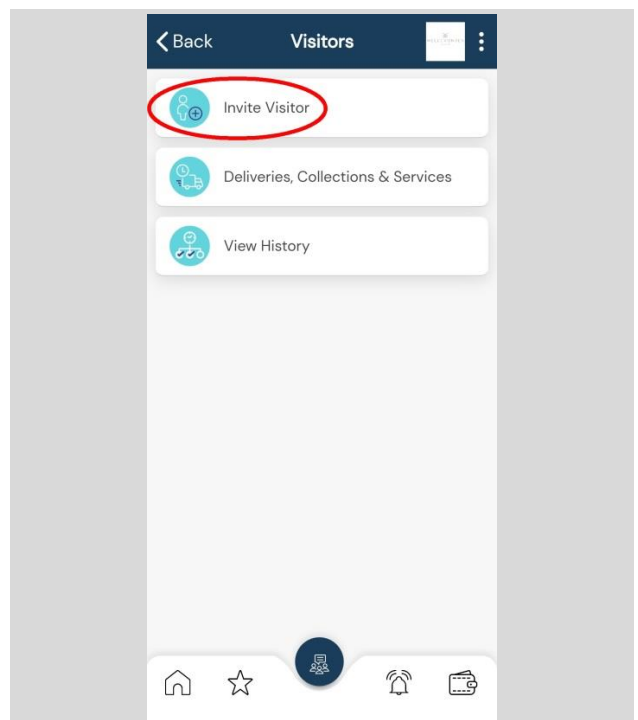 Back
Visitors
Invite Visitor
Deliveries, Collections & Services
View History